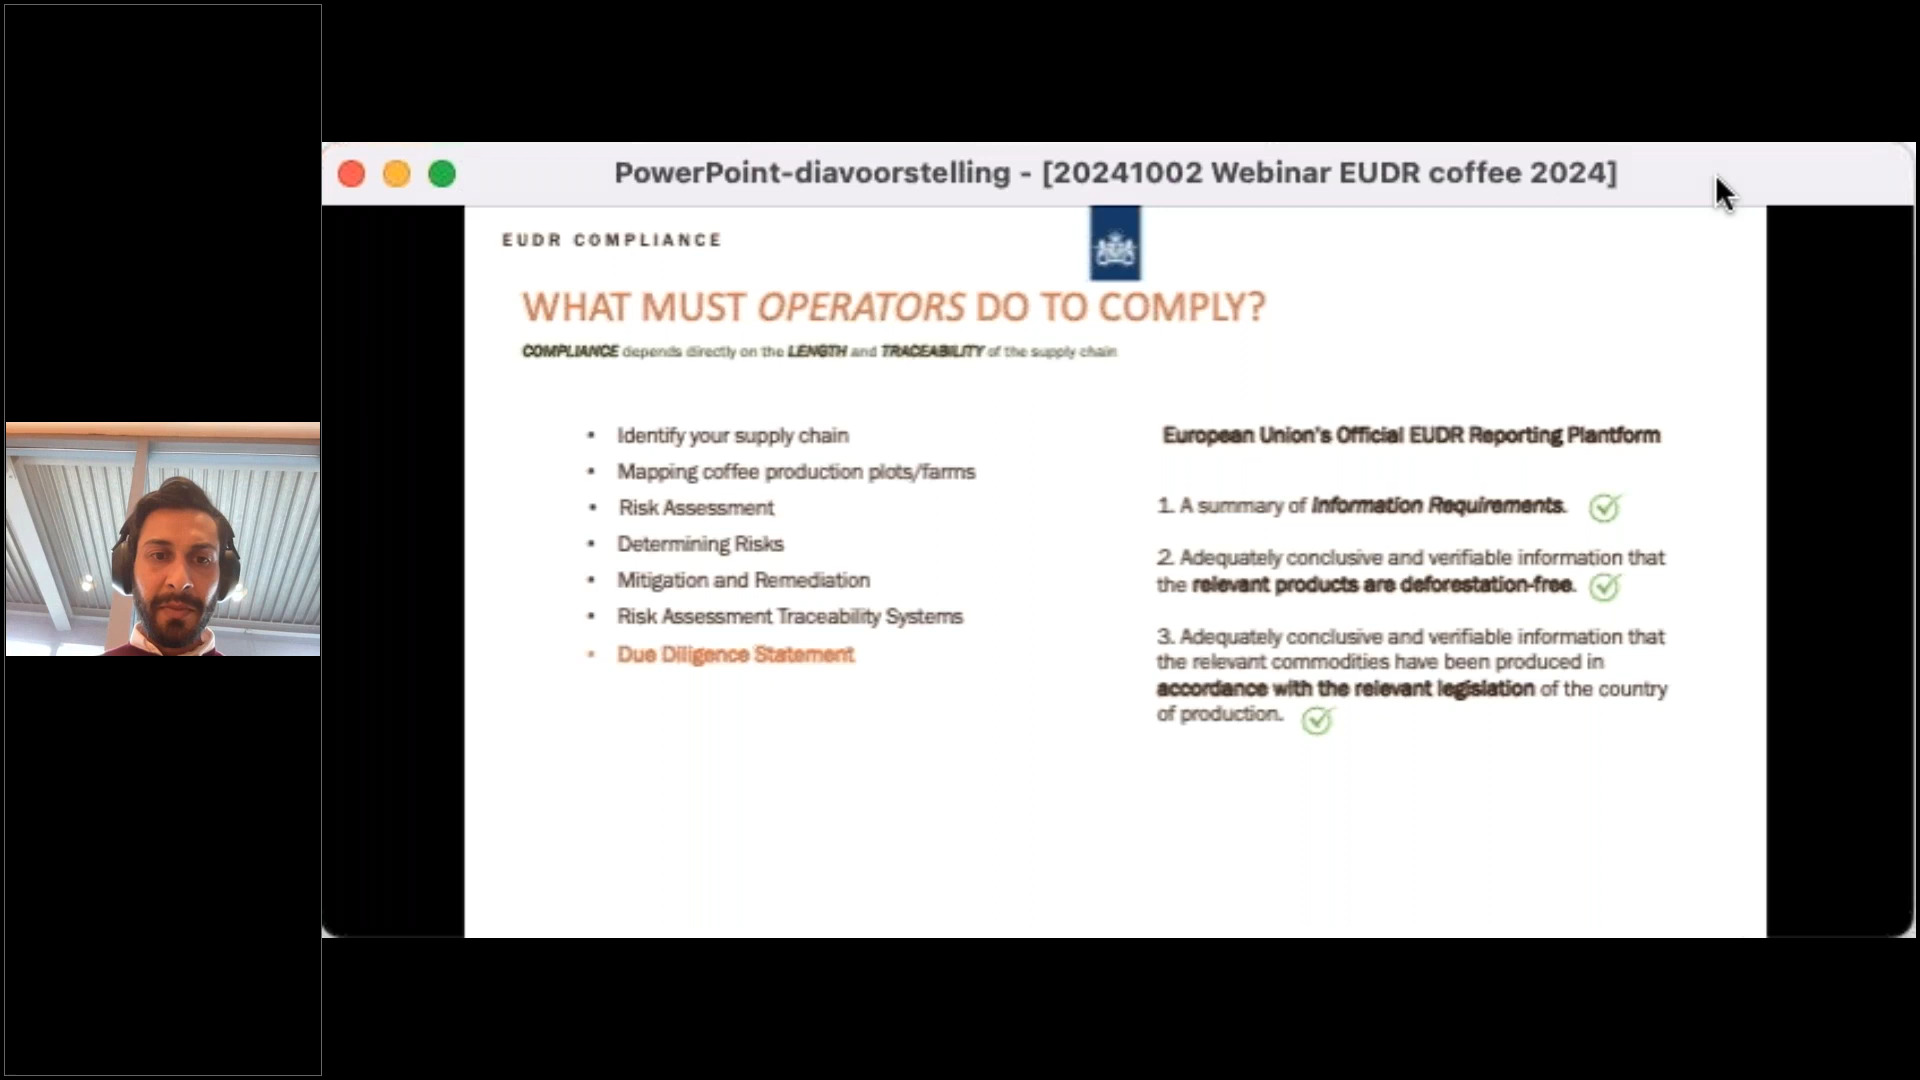 PowerPoint-diavoorstelling - [20241002 Webinar EUDR coffee 2024]
EUDR COMPLIANCE
WHAT MUST OPERATORS DO TO COMPLY?
COMPLIANCE depends directly on the LENGTH and TRACEABILITY of the supply chain
• Identify your supply chain
• Mapping coffee production plots/farms
• Risk Assessment
• Determining Risks
• Mitigation and Remediation
• Risk Assessment Traceability Systems
• Due Diligence Statement
European Union's Official EUDR Reporting Plantform
1. A summary of Information Requirements.
2. Adequately conclusive and verifiable information that
the relevant products are deforestation-free.
3. Adequately conclusive and verifiable information that
the relevant commodities have been produced in
accordance with the relevant legislation of the country
of production.